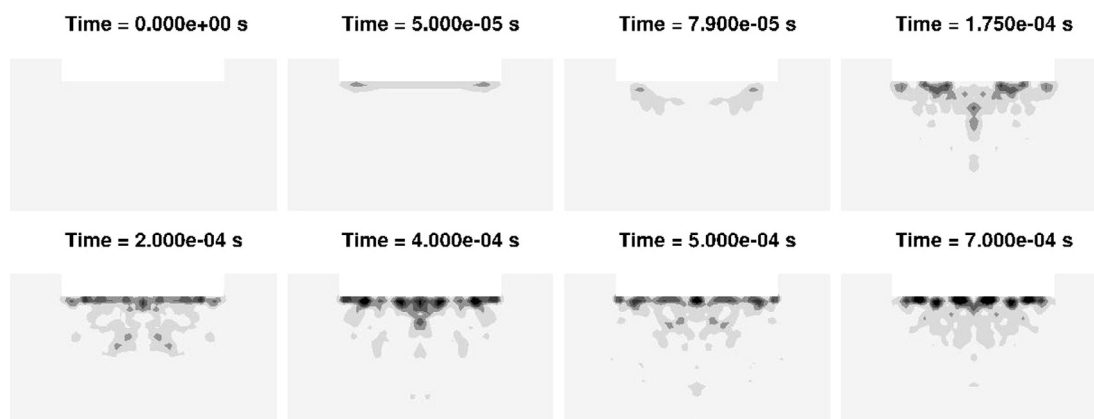 Time = 0.000e+00 s
Time = 5.000e-05 s
Time = 7.900e-05 s
Time = 1.750e-04 s
Time = 2.000e-04 s
Time = 4.000e-04 s
Time = 5.000e-04 s
Time = 7.000e-04 s